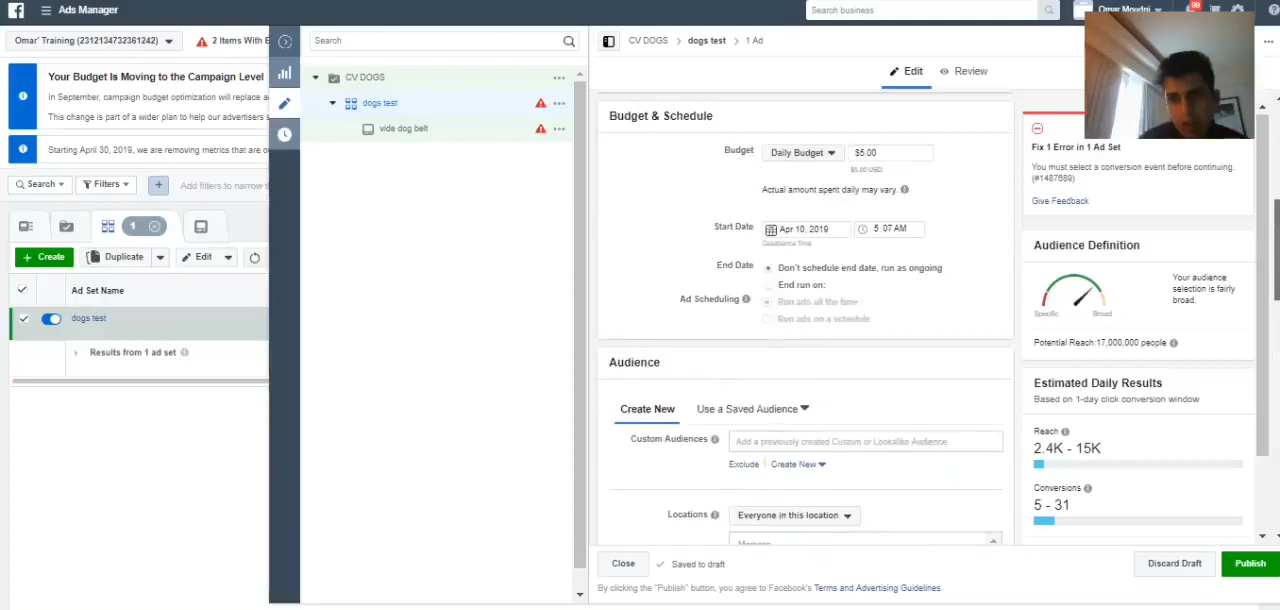 Ads Manager
Search business
Omar Moudni
99
Omar' Training (2312134732361242)
2 Items With E
Search
CV DOGS
dogs test
1 Ad
Your Budget Is Moving to the Campaign Level
In September, campaign budget optimization will replace a
This change is part of a wider plan to help our advertisers s
Starting April 30, 2019, we are removing metrics that are o
CV DOGS
dogs test
vide dog belt
Edit
Review
Search
Filters
Add filters to narrow
1
Create
Duplicate
Edit
Ad Set Name
dogs test
Results from 1 ad set
Budget & Schedule
Budget
Daily Budget
$5.00
$5.00 USD
Actual amount spent daily may vary.
Start Date
Apr 10, 2019
5:07 AM
Casablanca Time
End Date
Don't schedule end date, run as ongoing
End run on:
Ad Scheduling
Run ads all the time
Run ads on a schedule
Audience
Create New
Use a Saved Audience
Custom Audiences
Add a previously created Custom or Lookalike Audience
Exclude
Create New
Locations
Everyone in this location
Fix 1 Error in 1 Ad Set
You must select a conversion event before continuing.
(#1487689)
Give Feedback
Audience Definition
Your audience
selection is fairly
broad.
Specific
Broad
Potential Reach:17,000,000 people
Estimated Daily Results
Based on 1-day click conversion window
Reach
2.4K - 15K
Conversions
5 - 31
Close
Saved to draft
Discard Draft
Publish
By clicking the "Publish" button, you agree to Facebook's Terms and Advertising Guidelines.